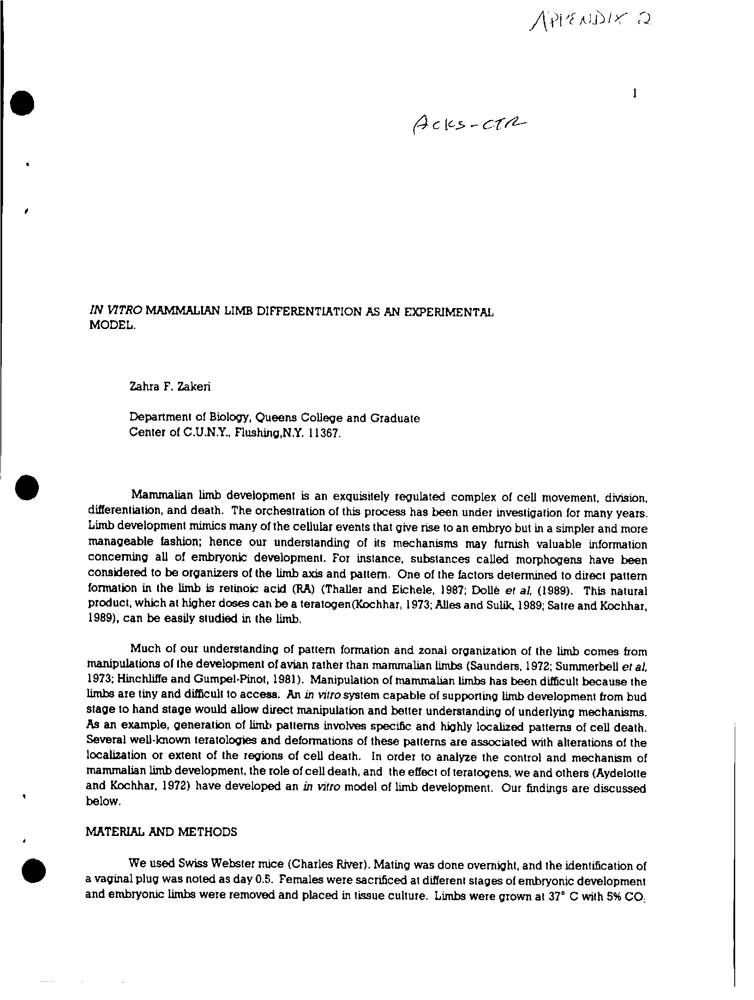 APPENDIX 2
1
Acks-CTR
IN VITRO MAMMALIAN LIMB DIFFERENTIATION AS AN EXPERIMENTAL
MODEL.
Zahra F. Zakeri
Department of Biology, Queens College and Graduate
Center of C.U.N.Y., Flushing,N.Y. 11367.
Mammalian limb development is an exquisitely regulated complex of cell movement, division,
differentiation, and death. The orchestration of this process has been under investigation for many years.
Limb development mimics many of the cellular events that give rise to an embryo but in a simpler and more
manageable fashion; hence our understanding of its mechanisms may furnish valuable information
concerning all of embryonic development. For instance, substances called morphogens have been
considered to be organizers of the limb axis and pattern. One of the factors determined to direct pattern
formation in the limb is retinoic acid (RA) (Thaller and Eichele, 1987; Dollé et al, (1989). This natural
product, which at higher doses can be a teratogen(Kochhar, 1973; Alles and Sulik, 1989; Satre and Kochhar,
1989), can be easily studied in the limb.
Much of our understanding of pattern formation and zonal organization of the limb comes from
manipulations of the development of avian rather than mammalian limbs (Saunders, 1972; Summerbell et al,
1973; Hinchliffe and Gumpel-Pinot, 1981). Manipulation of mammalian limbs has been difficult because the
limbs are tiny and difficult to access. An in vitro system capable of supporting limb development from bud
stage to hand stage would allow direct manipulation and better understanding of underlying mechanisms.
As an example, generation of limb patterns involves specific and highly localized patterns of cell death.
Several well-known teratologies and deformations of these patterns are associated with alterations of the
localization or extent of the regions of cell death. In order to analyze the control and mechanism of
mammalian limb development, the role of cell death, and the effect of teratogens, we and others (Aydelotte
and Kochhar, 1972) have developed an in vitro model of limb development. Our findings are discussed
below.
MATERIAL AND METHODS
We used Swiss Webster mice (Charles River). Mating was done overnight, and the identification of
a vaginal plug was noted as day 0.5. Females were sacrificed at different stages of embryonic development
and embryonic limbs were removed and placed in tissue culture. Limbs were grown at 37° C with 5% CO2